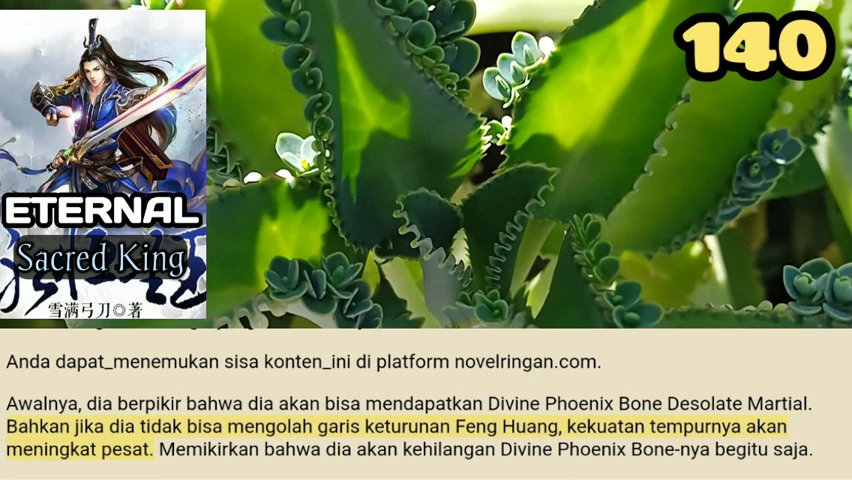 140
ETERNAL
Sacred King
雪满弓刀◎著
Anda dapat_menemukan sisa konten_ini di platform novelringan.com.
Awalnya, dia berpikir bahwa dia akan bisa mendapatkan Divine Phoenix Bone Desolate Martial.
Bahkan jika dia tidak bisa mengolah garis keturunan Feng Huang, kekuatan tempurnya akan
meningkat pesat. Memikirkan bahwa dia akan kehilangan Divine Phoenix Bone-nya begitu saja.